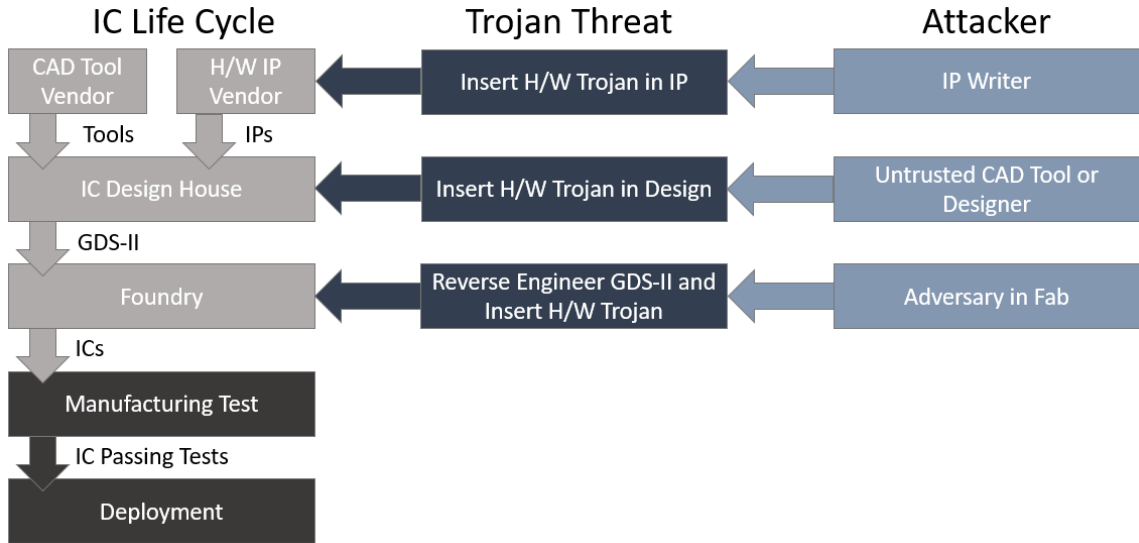 IC Life Cycle
Trojan Threat
Attacker
CAD Tool
Vendor
H/W IP
Vendor
Insert H/W Trojan in IP
IP Writer
Tools
IPs
IC Design House
Insert H/W Trojan in Design
Untrusted CAD Tool or
Designer
GDS-II
Foundry
Reverse Engineer GDS-II and
Insert H/W Trojan
Adversary in Fab
ICs
Manufacturing Test
IC Passing Tests
Deployment